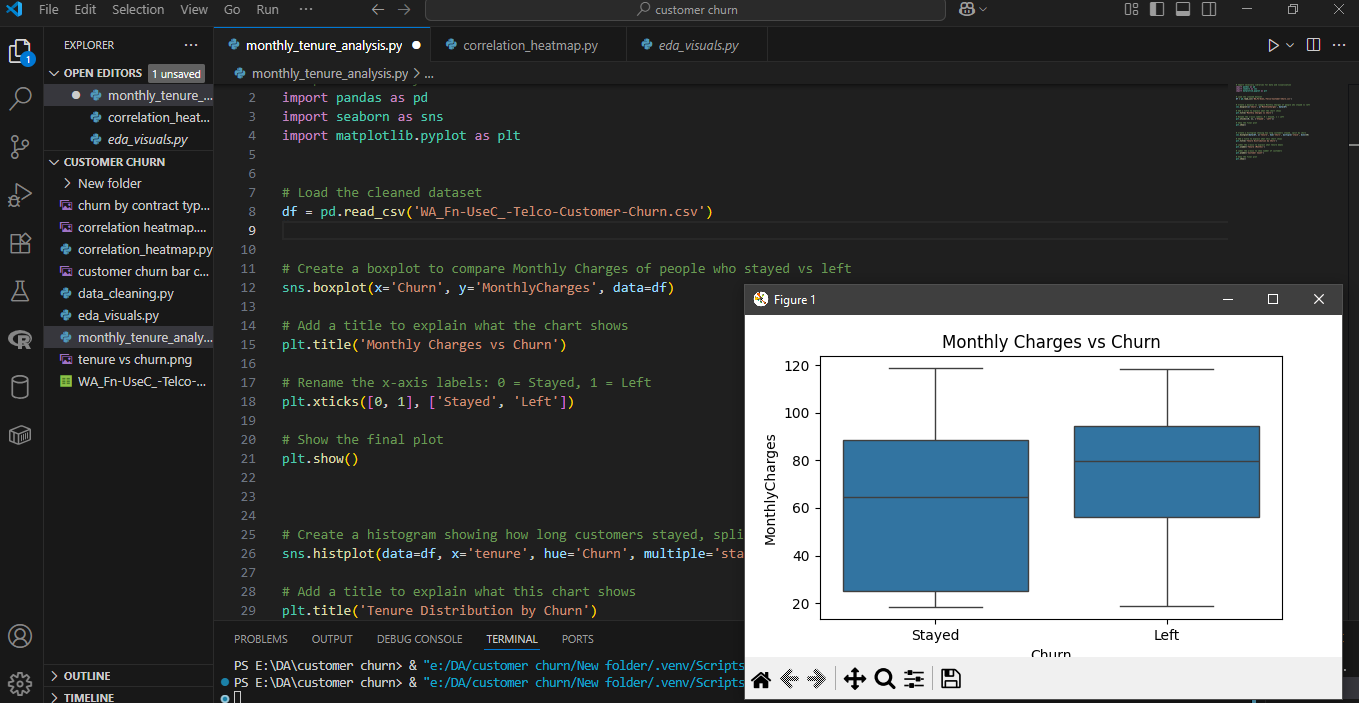 File Edit Selection View Go Run ··· customer churn
EXPLORER ···
OPEN EDITORS 1 unsaved
monthly_tenure_...
correlation_heat...
eda_visuals.py
CUSTOMER CHURN
New folder
churn by contract typ...
correlation heatmap....
correlation_heatmap.py
customer churn bar c...
data_cleaning.py
eda_visuals.py
monthly_tenure_analy...
tenure vs churn.png
WA_Fn-UseC_-Telco-...
OUTLINE
TIMELINE
1
monthly_tenure_analysis.py correlation_heatmap.py eda_visuals.py
monthly_tenure_analysis.py > ...
2 import pandas as pd
3 import seaborn as sns
4 import matplotlib.pyplot as plt
5
6
7 # Load the cleaned dataset
8 df = pd.read_csv('WA_Fn-UseC_-Telco-Customer-Churn.csv')
9
10
11 # Create a boxplot to compare Monthly Charges of people who stayed vs left
12 sns.boxplot(x='Churn', y='MonthlyCharges', data=df)
13
14 # Add a title to explain what the chart shows
15 plt.title('Monthly Charges vs Churn')
16
17 # Rename the x-axis labels: 0 = Stayed, 1 = Left
18 plt.xticks([0, 1], ['Stayed', 'Left'])
19
20 # Show the final plot
21 plt.show()
22
23
24
25 # Create a histogram showing how long customers stayed, spli
26 sns.histplot(data=df, x='tenure', hue='Churn', multiple='sta
27
28 # Add a title to explain what this chart shows
29 plt.title('Tenure Distribution by Churn')
PROBLEMS OUTPUT DEBUG CONSOLE TERMINAL PORTS
PS E:\DA\customer churn> & "e:/DA/customer churn/New folder/.venv/Scripts
PS E:\DA\customer churn> & "e:/DA/customer churn/New folder/.venv/Scripts
Figure 1
Monthly Charges vs Churn
MonthlyCharges
120
100
80
60
40
20
Stayed Left
Churn